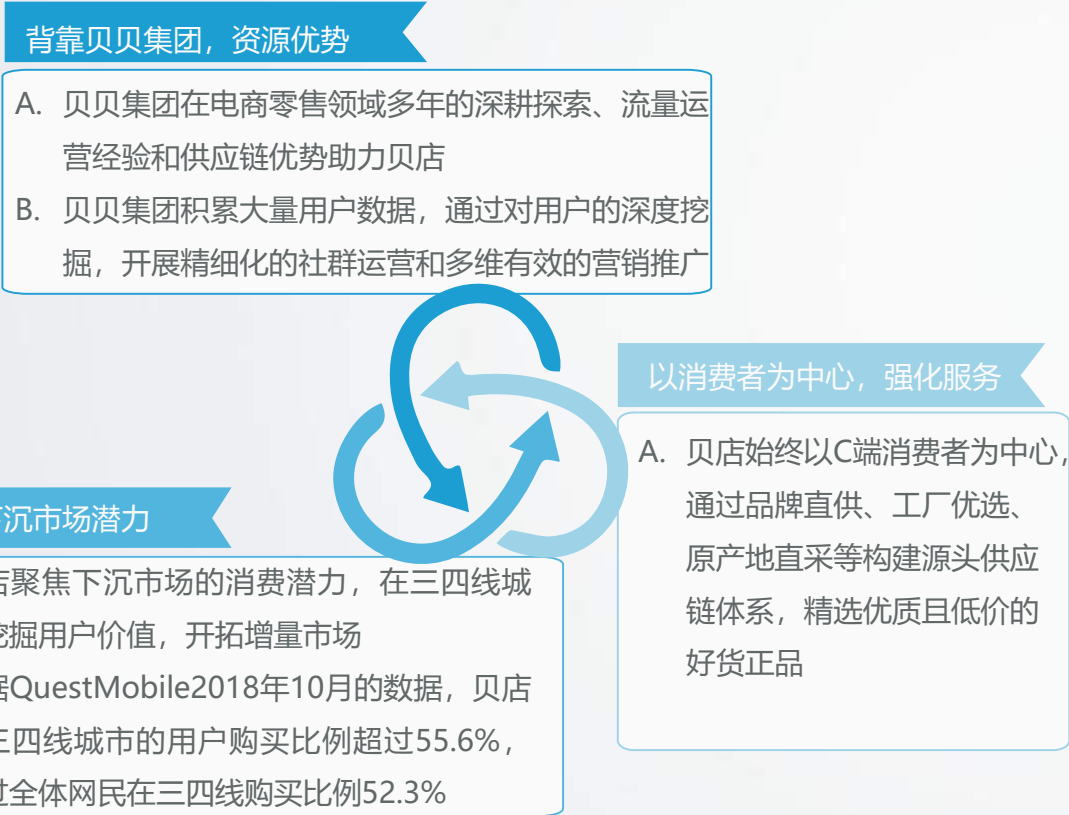 背靠贝贝集团，资源优势
A. 贝贝集团在电商零售领域多年的深耕探索、流量运
营经验和供应链优势助力贝店
B. 贝贝集团积累大量用户数据，通过对用户的深度挖
掘，开展精细化的社群运营和多维有效的营销推广
以消费者为中心，强化服务
A. 贝店始终以C端消费者为中心，
通过品牌直供、工厂优选、
原产地直采等构建源头供应
链体系，精选优质且低价的
好货正品
沉市场潜力
聚焦下沉市场的消费潜力，在三四线城
掘用户价值，开拓增量市场
QuestMobile2018年10月的数据，贝店
三四线城市的用户购买比例超过55.6%，
全体网民在三四线购买比例52.3%